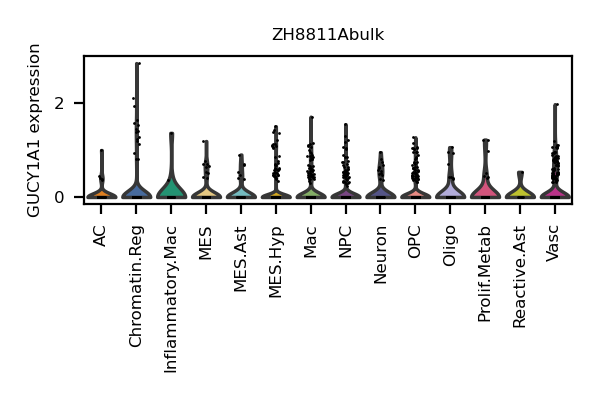 ZH8811Abulk
GUCY1A1 expression
2
0
AC
Chromatin.Reg
Inflammatory.Mac
MES
MES.Ast
MES.Hyp
Mac
NPC
Neuron
OPC
Oligo
Prolif.Metab
Reactive.Ast
Vasc